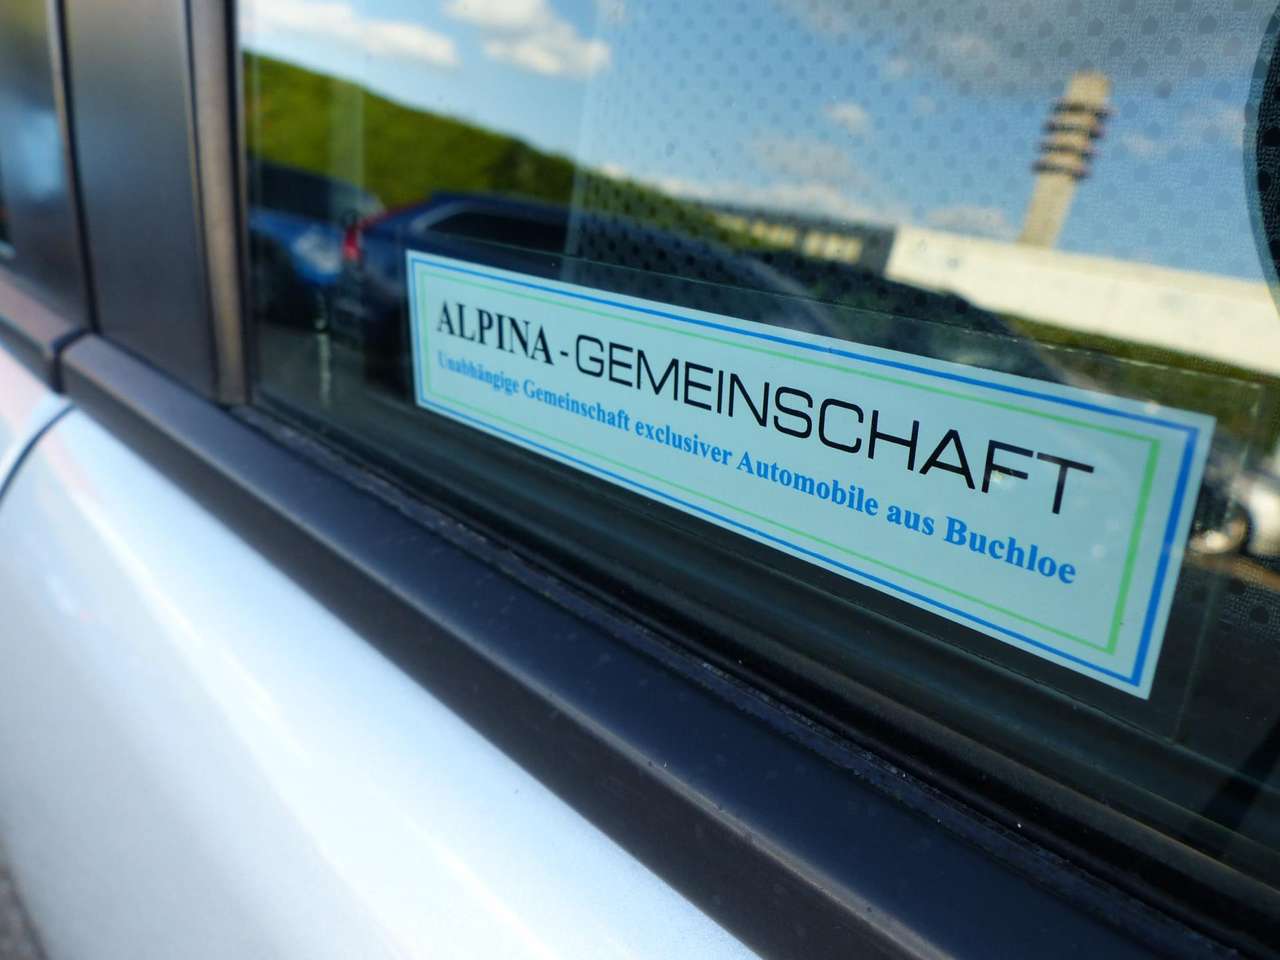 ALPINA-GEMEINSCHAFT
Unabhängige Gemeinschaft exclusiver Automobile aus Buchloe